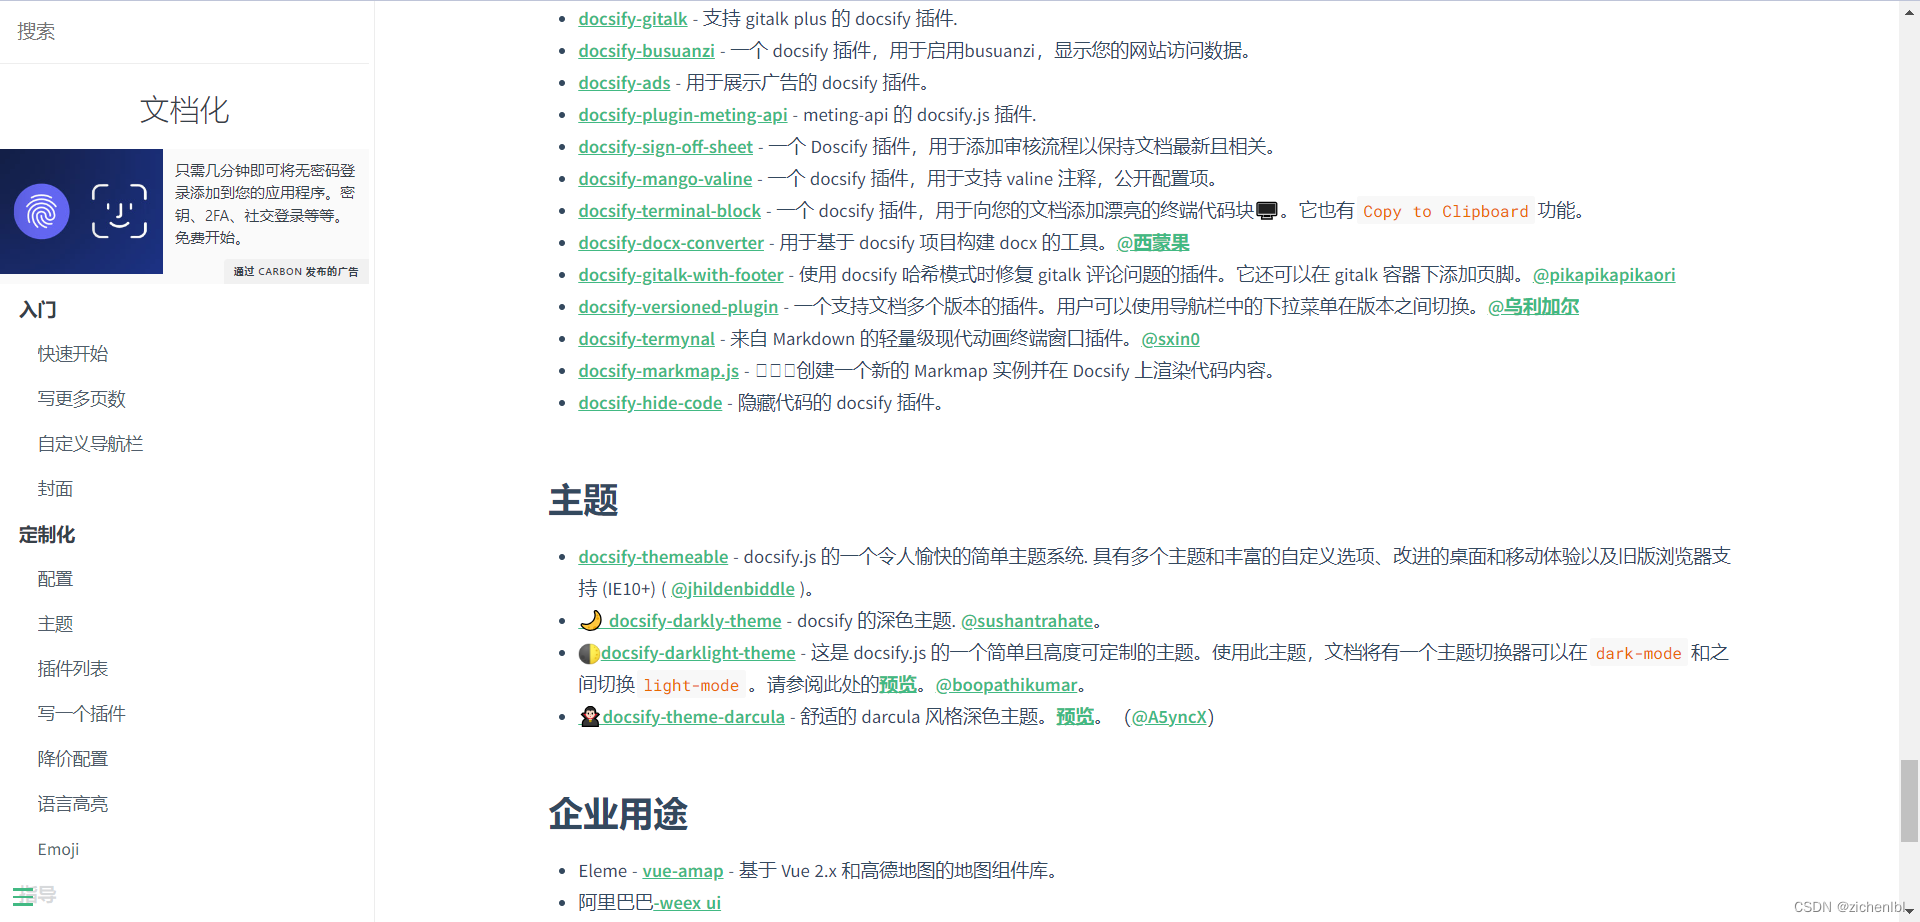 搜索
文档化
只需几分钟即可将无密码登
录添加到您的应用程序。密
钥、2FA、社交登录等等。
免费开始。
通过 CARBON 发布的广告
入门
快速开始
写更多页数
自定义导航栏
封面
定制化
配置
主题
插件列表
写一个插件
降价配置
语言高亮
Emoji
指导
docsify-gitalk - 支持 gitalk plus 的 docsify 插件.
docsify-busuanzi - 一个 docsify 插件，用于启用busuanzi，显示您的网站访问数据。
docsify-ads - 用于展示广告的 docsify 插件。
docsify-plugin-meting-api - meting-api 的 docsify.js 插件.
docsify-sign-off-sheet - 一个 Doscify 插件，用于添加审核流程以保持文档最新且相关。
docsify-mango-valine - 一个 docsify 插件，用于支持 valine 注释，公开配置项。
docsify-terminal-block - 一个 docsify 插件，用于向您的文档添加漂亮的终端代码块🖥️。它也有 Copy to Clipboard 功能。
docsify-docx-converter - 用于基于 docsify 项目构建 docx 的工具。@西蒙果
docsify-gitalk-with-footer - 使用 docsify 哈希模式时修复 gitalk 评论问题的插件。它还可以在 gitalk 容器下添加页脚。@pikapikapikaori
docsify-versioned-plugin - 一个支持文档多个版本的插件。用户可以使用导航栏中的下拉菜单在版本之间切换。@乌利加尔
docsify-termynal - 来自 Markdown 的轻量级现代动画终端窗口插件。@sxin0
docsify-markmap.js - 创建一个新的 Markmap 实例并在 Docsify 上渲染代码内容。
docsify-hide-code - 隐藏代码的 docsify 插件。
主题
docsify-themeable - docsify.js 的一个令人愉快的简单主题系统. 具有多个主题和丰富的自定义选项、改进的桌面和移动体验以及旧版浏览器支
持 (IE10+) ( @jhildenbiddle )。
🌙 docsify-darkly-theme - docsify 的深色主题. @sushantrahate。
🌓docsify-darklight-theme - 这是 docsify.js 的一个简单且高度可定制的主题。使用此主题，文档将有一个主题切换器可以在 dark-mode 和之
间切换 light-mode 。请参阅此处的预览。@boopathikumar。
🧛docsify-theme-darcula - 舒适的 darcula 风格深色主题。预览。（@A5yncX）
企业用途
Eleme - vue-amap - 基于 Vue 2.x 和高德地图的地图组件库。
阿里巴巴-weex ui
CSDN @zichenlbl